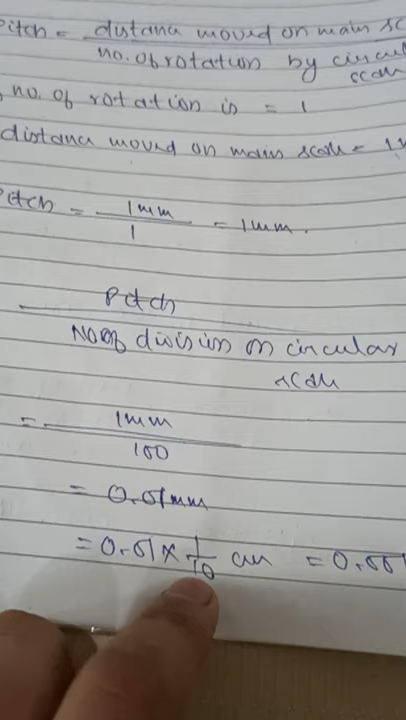 Pitch = distance moved on main sc
no. of rotation by circul
scale
no. of rotation is = 1
distance moved on main scale = 1
Pitch = 1mm / 1 = 1mm.
Pitch
No of division on circular
scale
= 1mm / 100
= 0.01mm
= 0.01 × 1/10 cm = 0.001